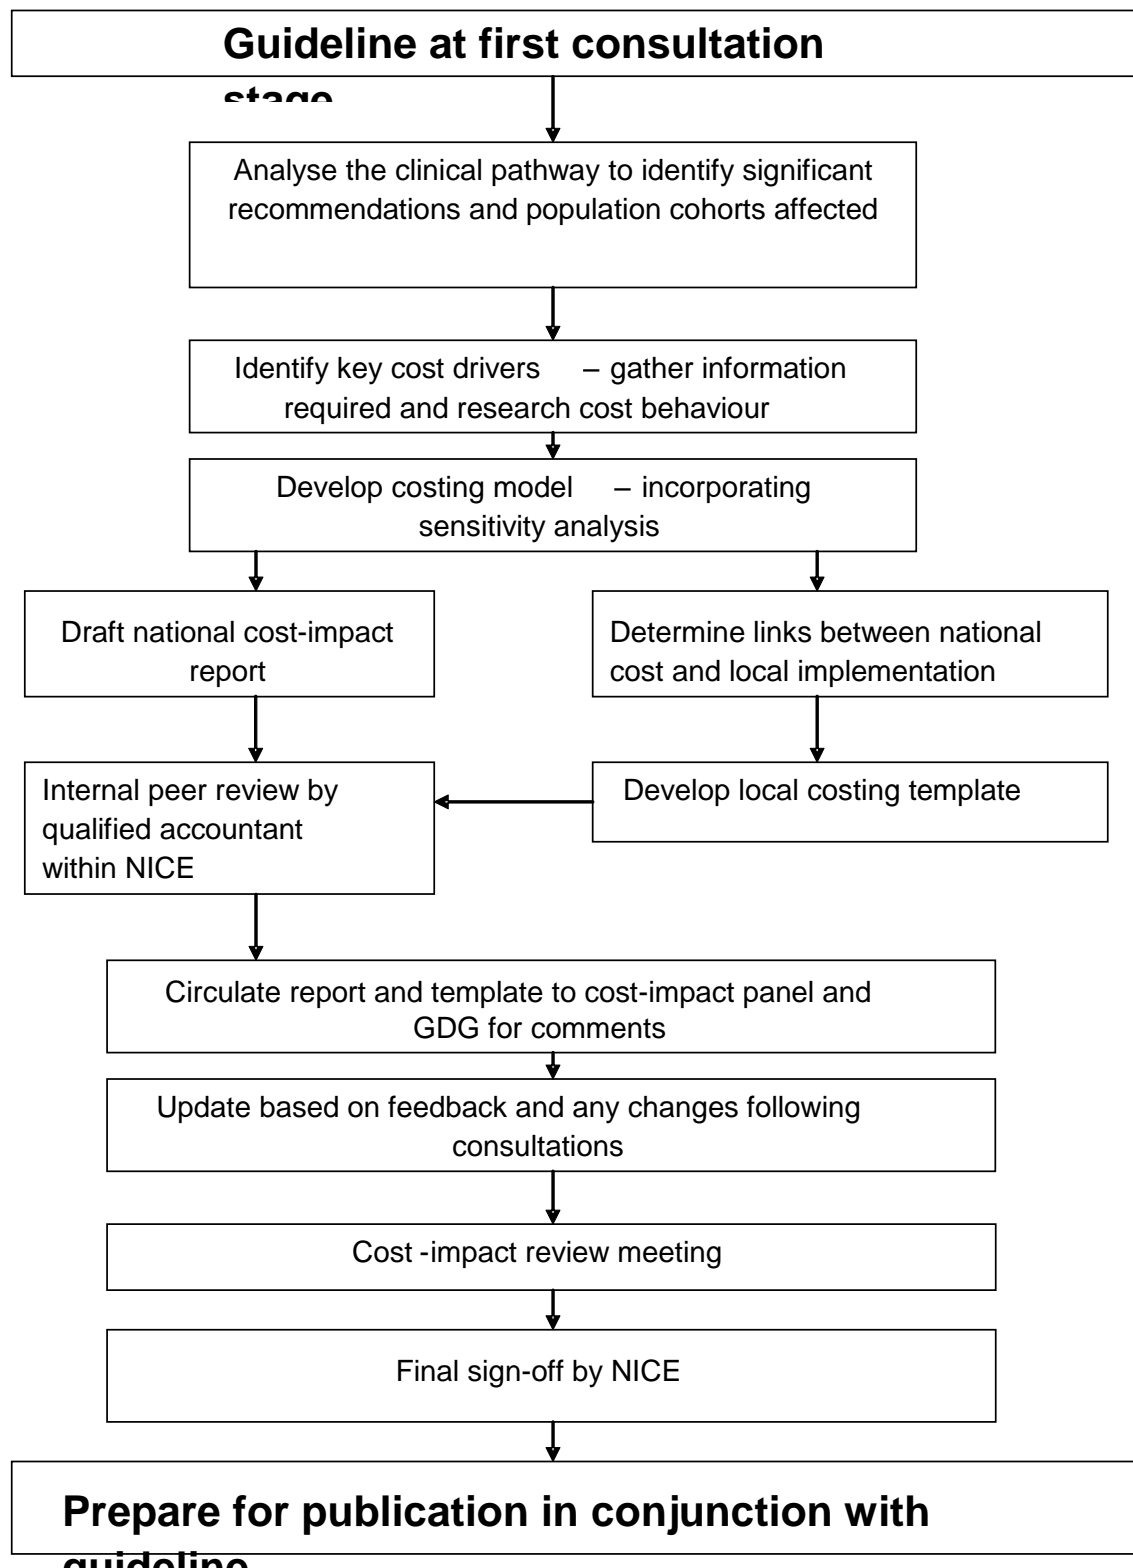 Guideline at first consultation
stage
Analyse the clinical pathway to identify significant
recommendations and population cohorts affected
Identify key cost drivers – gather information
required and research cost behaviour
Develop costing model – incorporating
sensitivity analysis
Draft national cost-impact
report
Determine links between national
cost and local implementation
Internal peer review by
qualified accountant
within NICE
Develop local costing template
Circulate report and template to cost-impact panel and
GDG for comments
Update based on feedback and any changes following
consultations
Cost -impact review meeting
Final sign-off by NICE
Prepare for publication in conjunction with
guideline